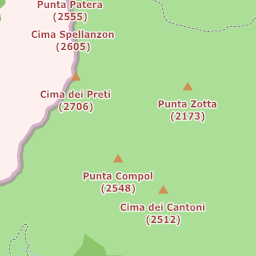 Punta Patera
(2555)
Cima Spellanzon
(2605)
Cima dei Preti
(2706)
Punta Zotta
(2173)
Punta Compol
(2548)
Cima dei Cantoni
(2512)